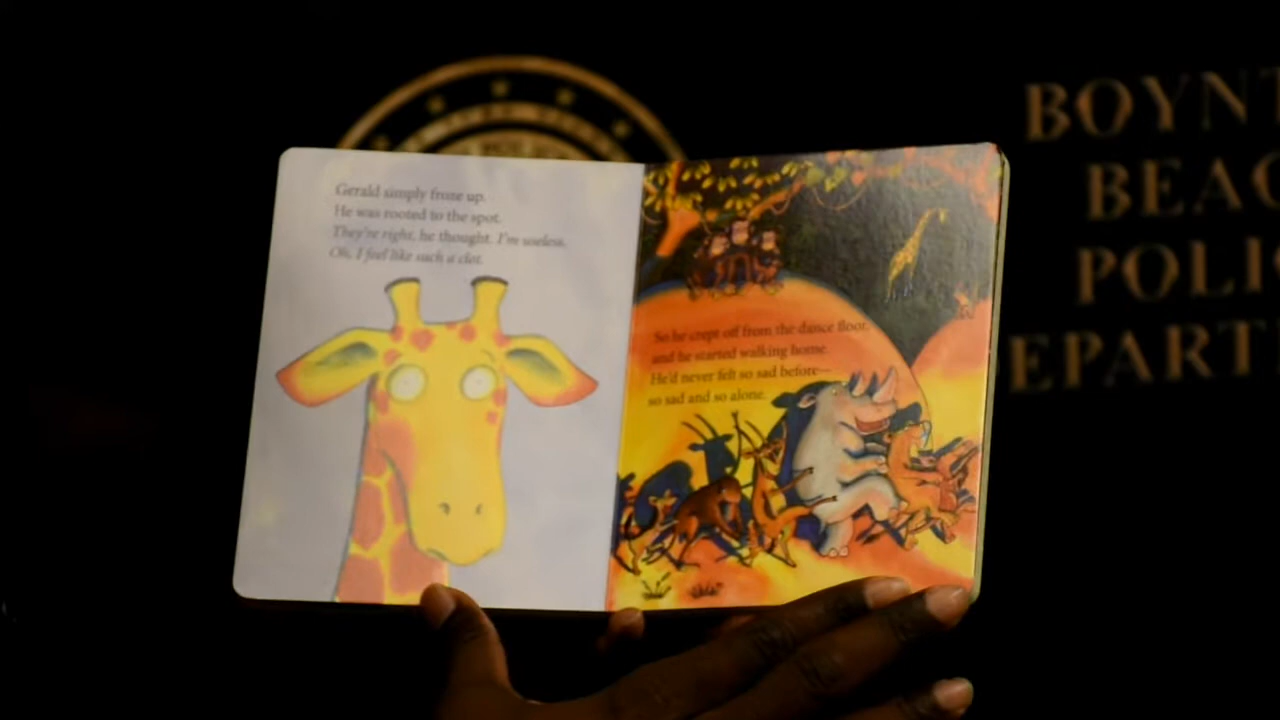 Gerald simply froze up.
He was rooted to the spot.
They're right, he thought. I'm useless.
Oh, I feel like such a clot.
So he crept off from the dance floor,
and he started walking home.
He'd never felt so sad before—
so sad and so alone.
BOYNT
BEAC
POLI
EPART